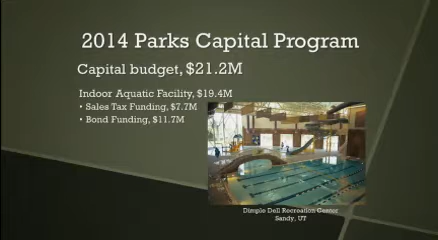 2014 Parks Capital Program
Capital budget, $21.2M
Indoor Aquatic Facility, $19.4M
• Sales Tax Funding, $7.7M
• Bond Funding, $11.7M
Dimple Dell Recreation Center
Sandy, UT